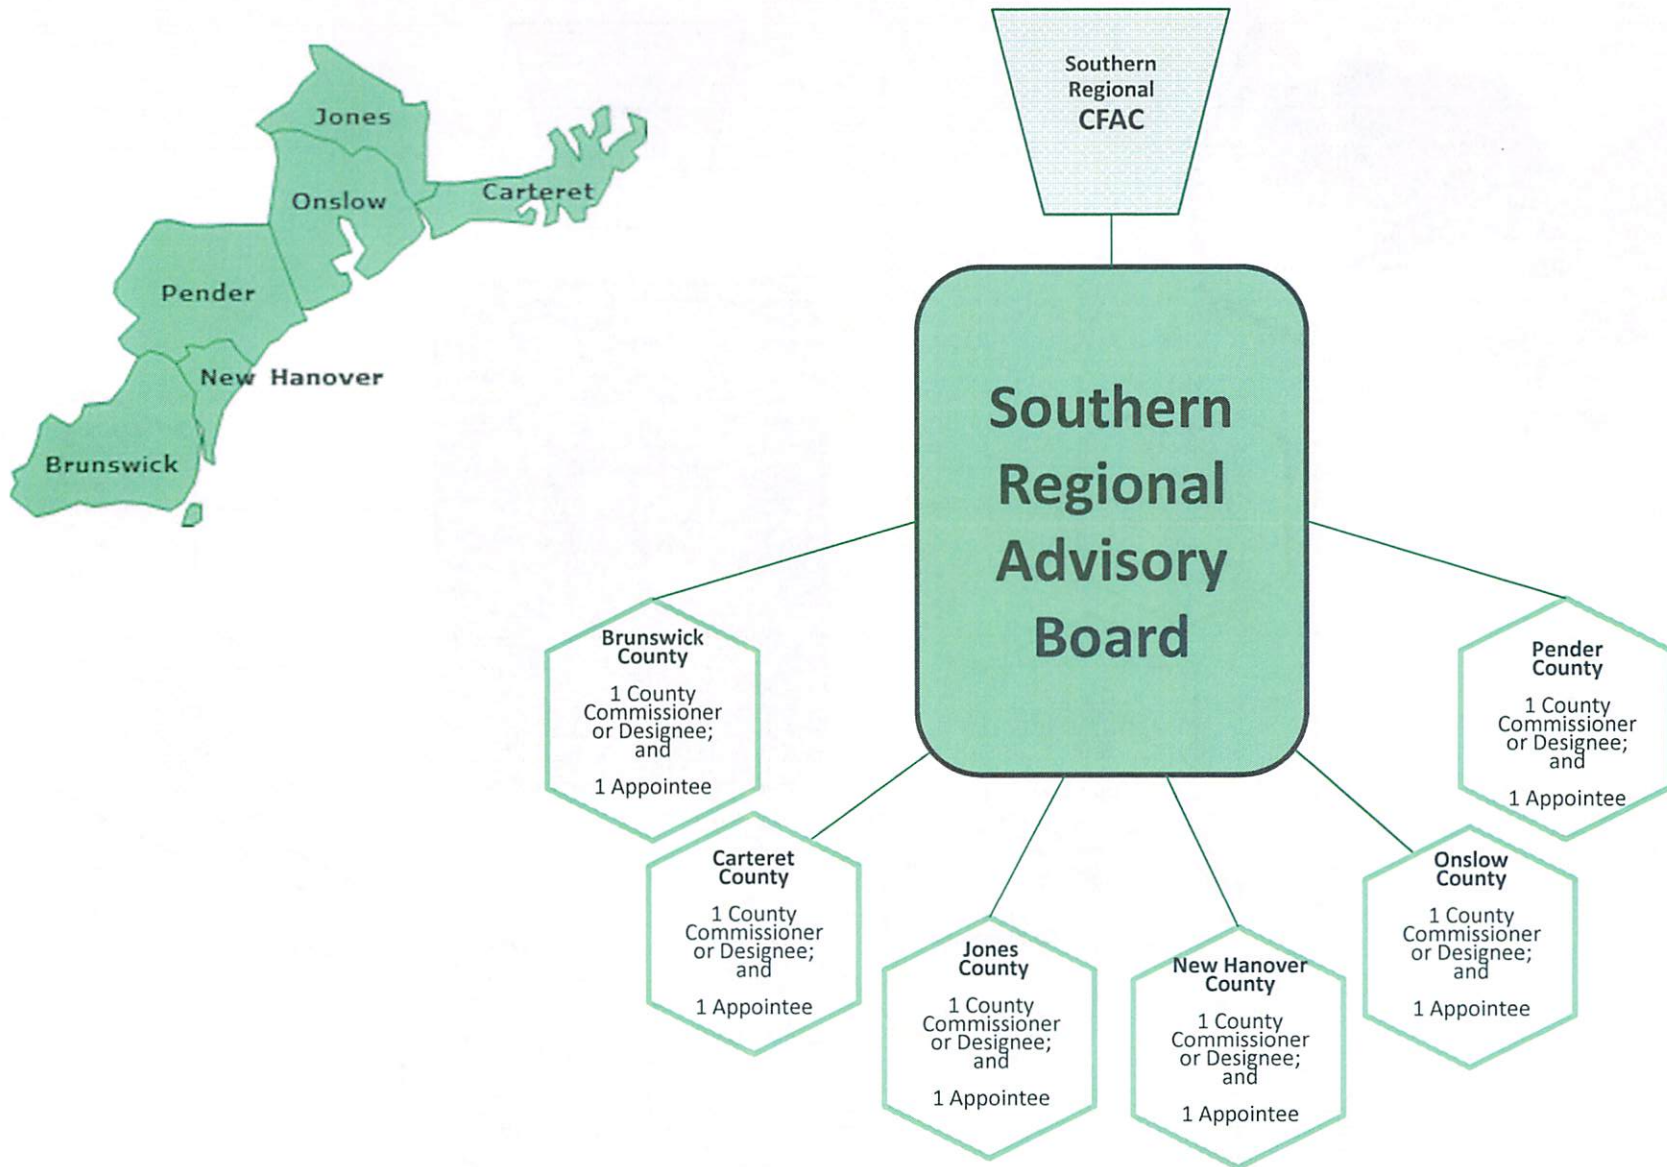 Jones
Onslow
Carteret
Pender
New Hanover
Brunswick
Southern
Regional
CFAC
Southern
Regional
Advisory
Board
Brunswick
County
1 County
Commissioner
or Designee;
and
1 Appointee
Carteret
County
1 County
Commissioner
or Designee;
and
1 Appointee
Jones
County
1 County
Commissioner
or Designee;
and
1 Appointee
New Hanover
County
1 County
Commissioner
or Designee;
and
1 Appointee
Onslow
County
1 County
Commissioner
or Designee;
and
1 Appointee
Pender
County
1 County
Commissioner
or Designee;
and
1 Appointee